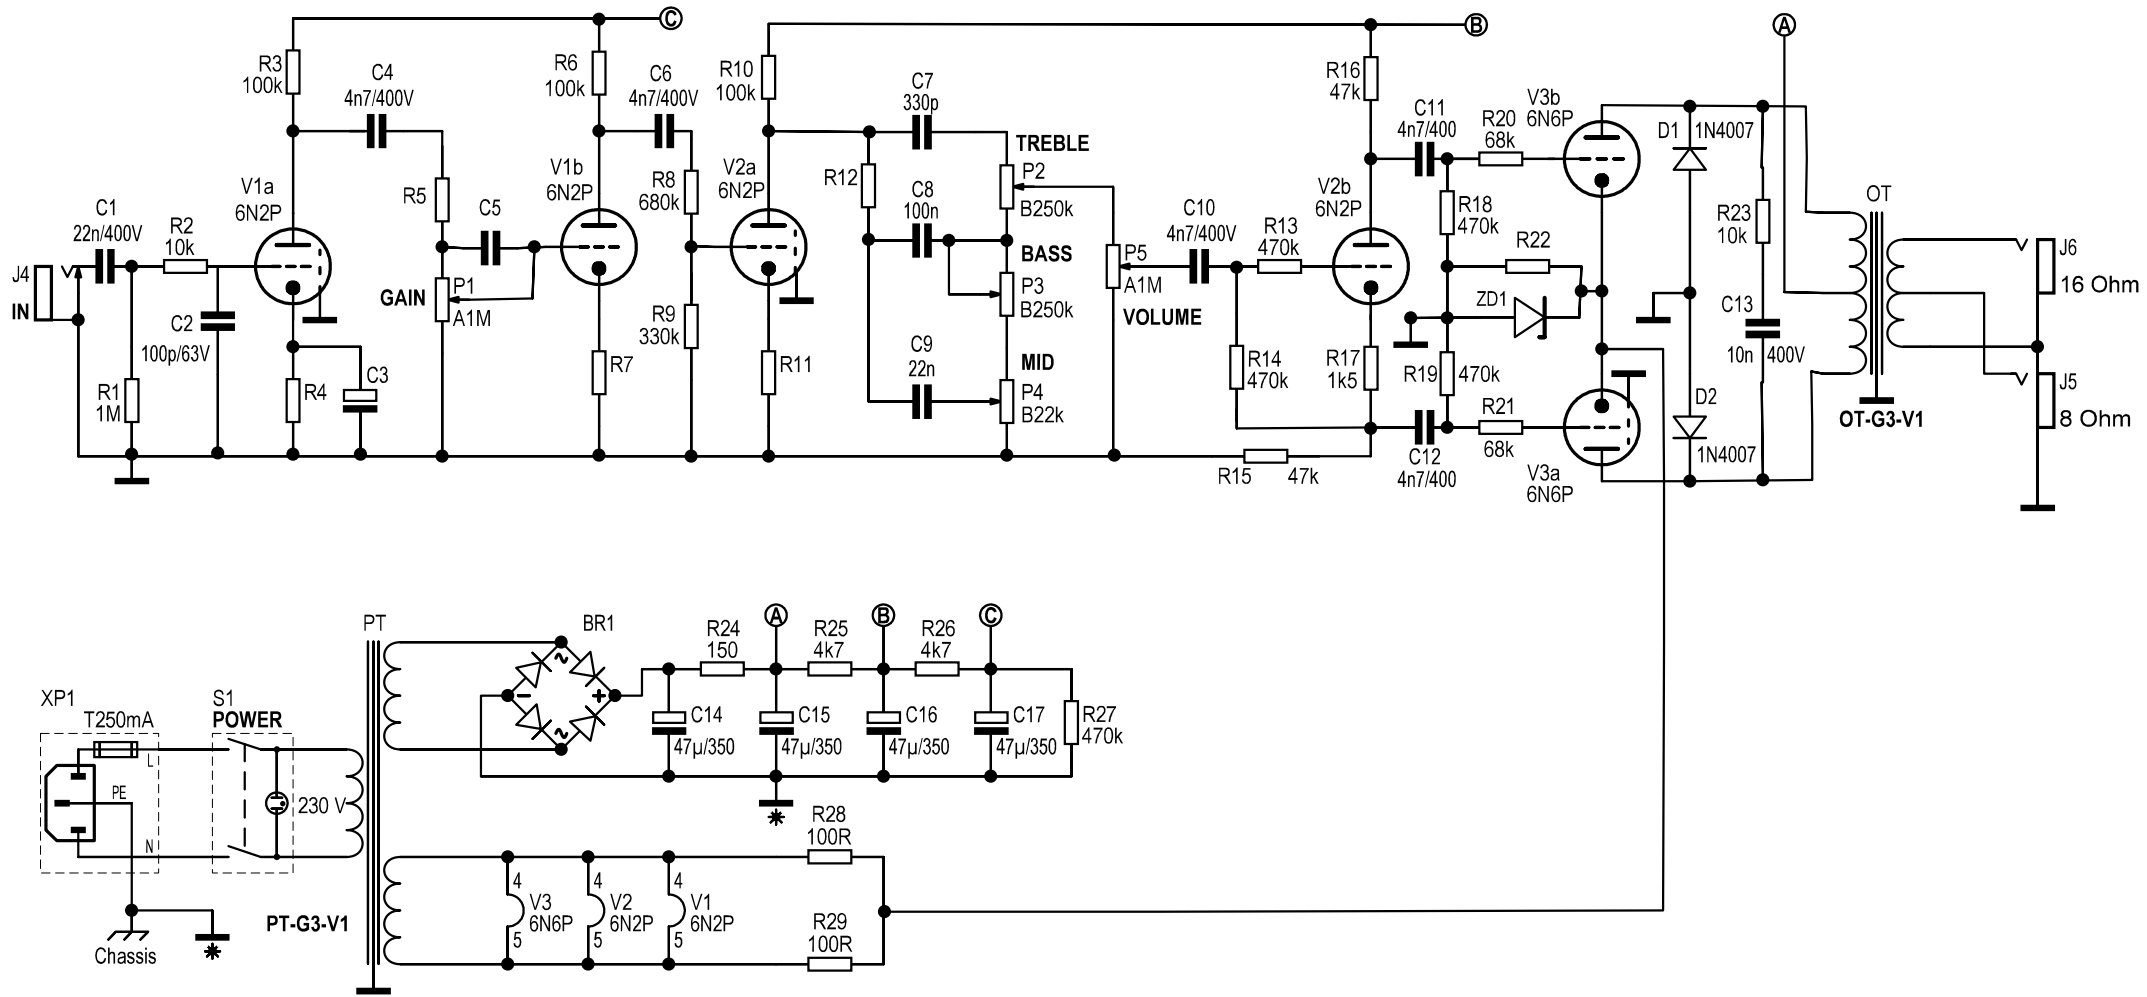 C
B
A
R3
100k
C4
4n7/400V
R6
100k
C6
4n7/400V
R10
100k
C7
330p
R16
47k
C11
4n7/400
R20
68k
V3b
6N6P
D1
1N4007
TREBLE
P2
B250k
V1a
6N2P
R5
C5
V1b
6N2P
R8
680k
V2a
6N2P
R12
C8
100n
C1
22n/400V
R2
10k
J4
IN
C10
4n7/400V
R13
470k
V2b
6N2P
R18
470k
R22
R23
10k
OT
J6
16 Ohm
BASS
P3
B250k
P5
A1M
VOLUME
GAIN
P1
A1M
C2
100p/63V
R9
330k
ZD1
C13
10n 400V
R1
1M
R4
C3
R7
R11
C9
22n
MID
P4
B22k
R14
470k
R17
1k5
R19
470k
R21
68k
C12
4n7/400
D2
1N4007
J5
8 Ohm
OT-G3-V1
R15
47k
V3a
6N6P
PT
BR1
R24
150
A
R25
4k7
B
R26
4k7
C
~
−
+
~
XP1
T250mA
L
PE
N
S1
POWER
230 V
C14
47µ/350
C15
47µ/350
C16
47µ/350
C17
47µ/350
R27
470k
R28
100R
4
V3
6N6P
5
4
V2
6N2P
5
4
V1
6N2P
5
R29
100R
PT-G3-V1
Chassis